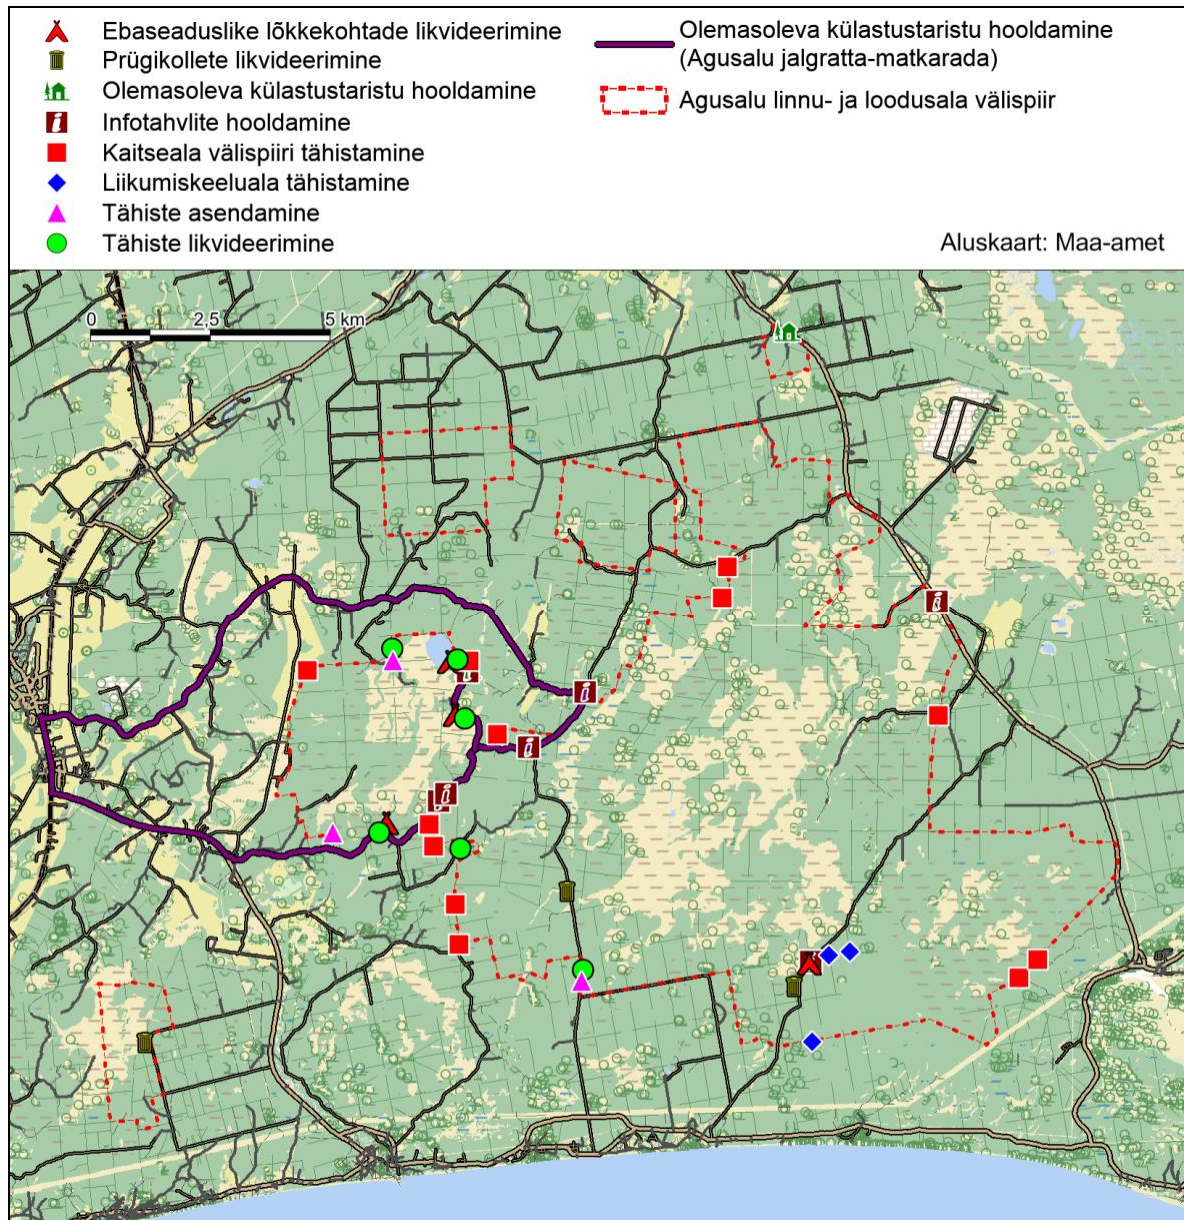 Ebaseaduslike lõkkekohtade likvideerimine
Prügikollete likvideerimine
Olemasoleva külastustaristu hooldamine
Infotahvlite hooldamine
Kaitseala välispiiri tähistamine
Liikumiskeeluala tähistamine
Tähiste asendamine
Tähiste likvideerimine
Olemasoleva külastustaristu hooldamine
(Agusalu jalgratta-matkarada)
Agusalu linnu- ja loodusala välispiir
Aluskaart: Maa-amet
0 2,5 5 km